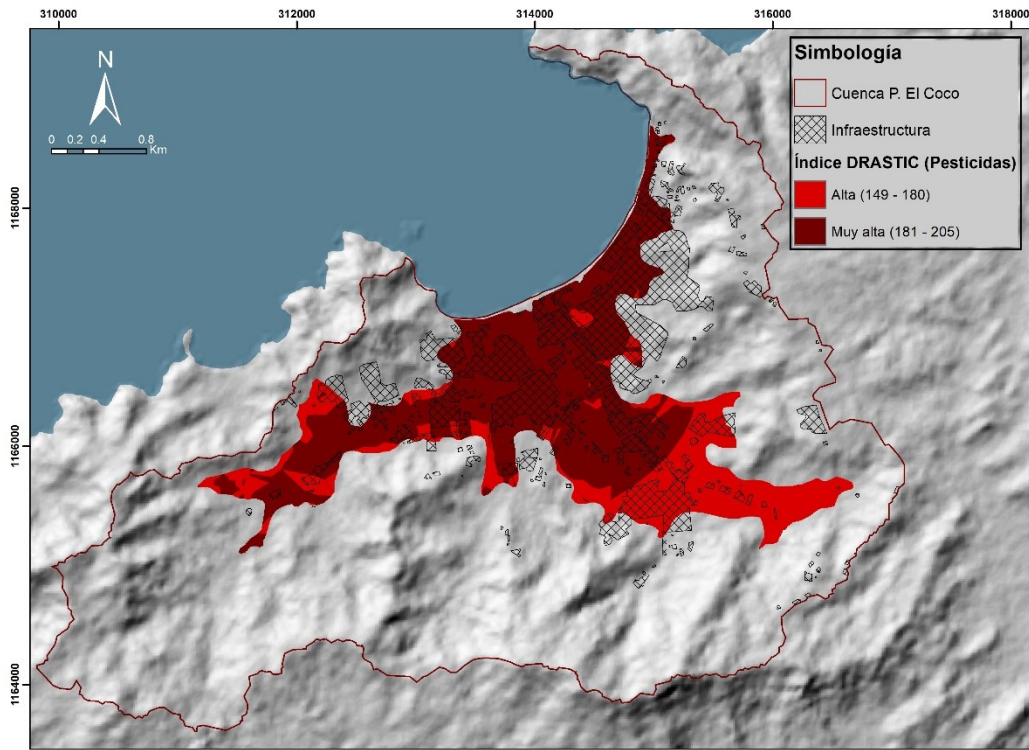 310000
312000
314000
316000
318000
N
0 0.2 0.4 0.8
Km
Simbología
Cuenca P. El Coco
Infraestructura
Índice DRASTIC (Pesticidas)
Alta (149 - 180)
Muy alta (181 - 205)
1168000
1166000
1164000